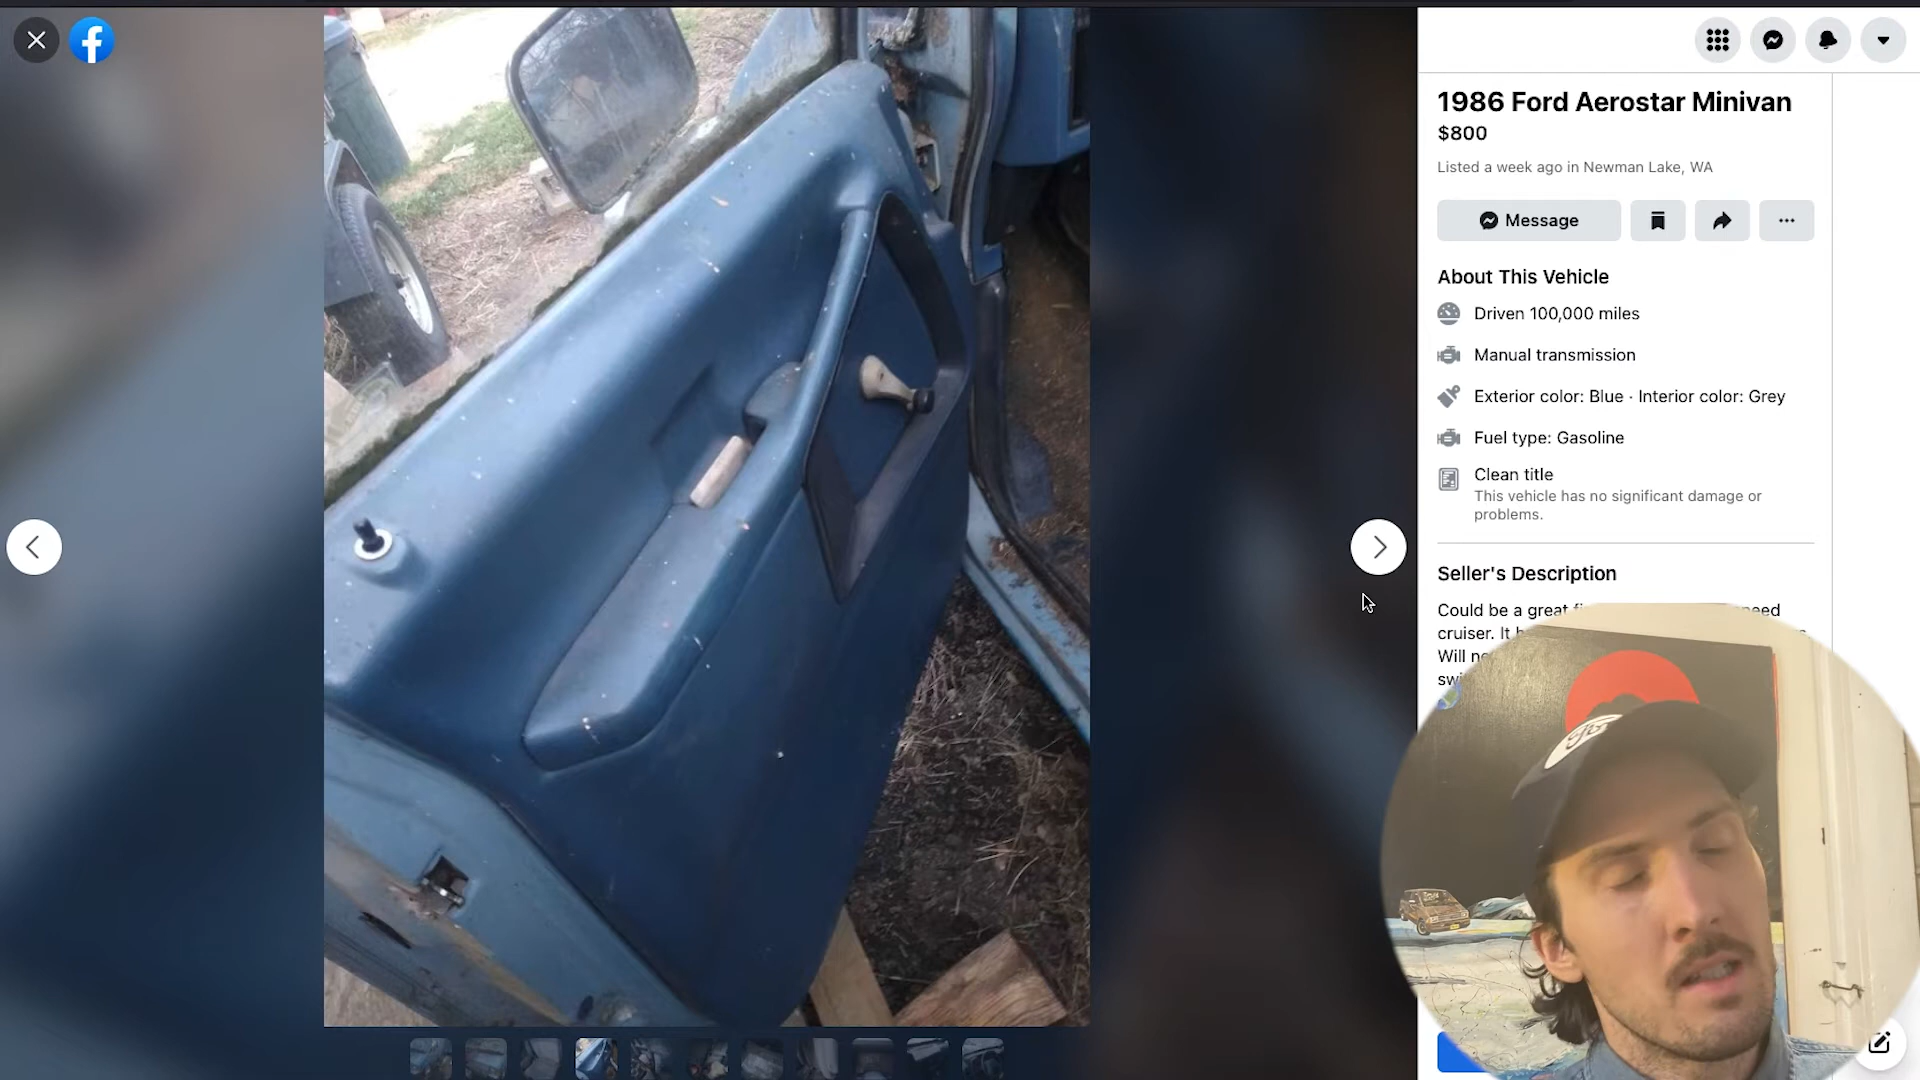 1986 Ford Aerostar Minivan
$800
Listed a week ago in Newman Lake, WA
Message
About This Vehicle
Driven 100,000 miles
Manual transmission
Exterior color: Blue · Interior color: Grey
Fuel type: Gasoline
Clean title
This vehicle has no significant damage or
problems.
Seller's Description
Could be a great
cruiser. It
Will